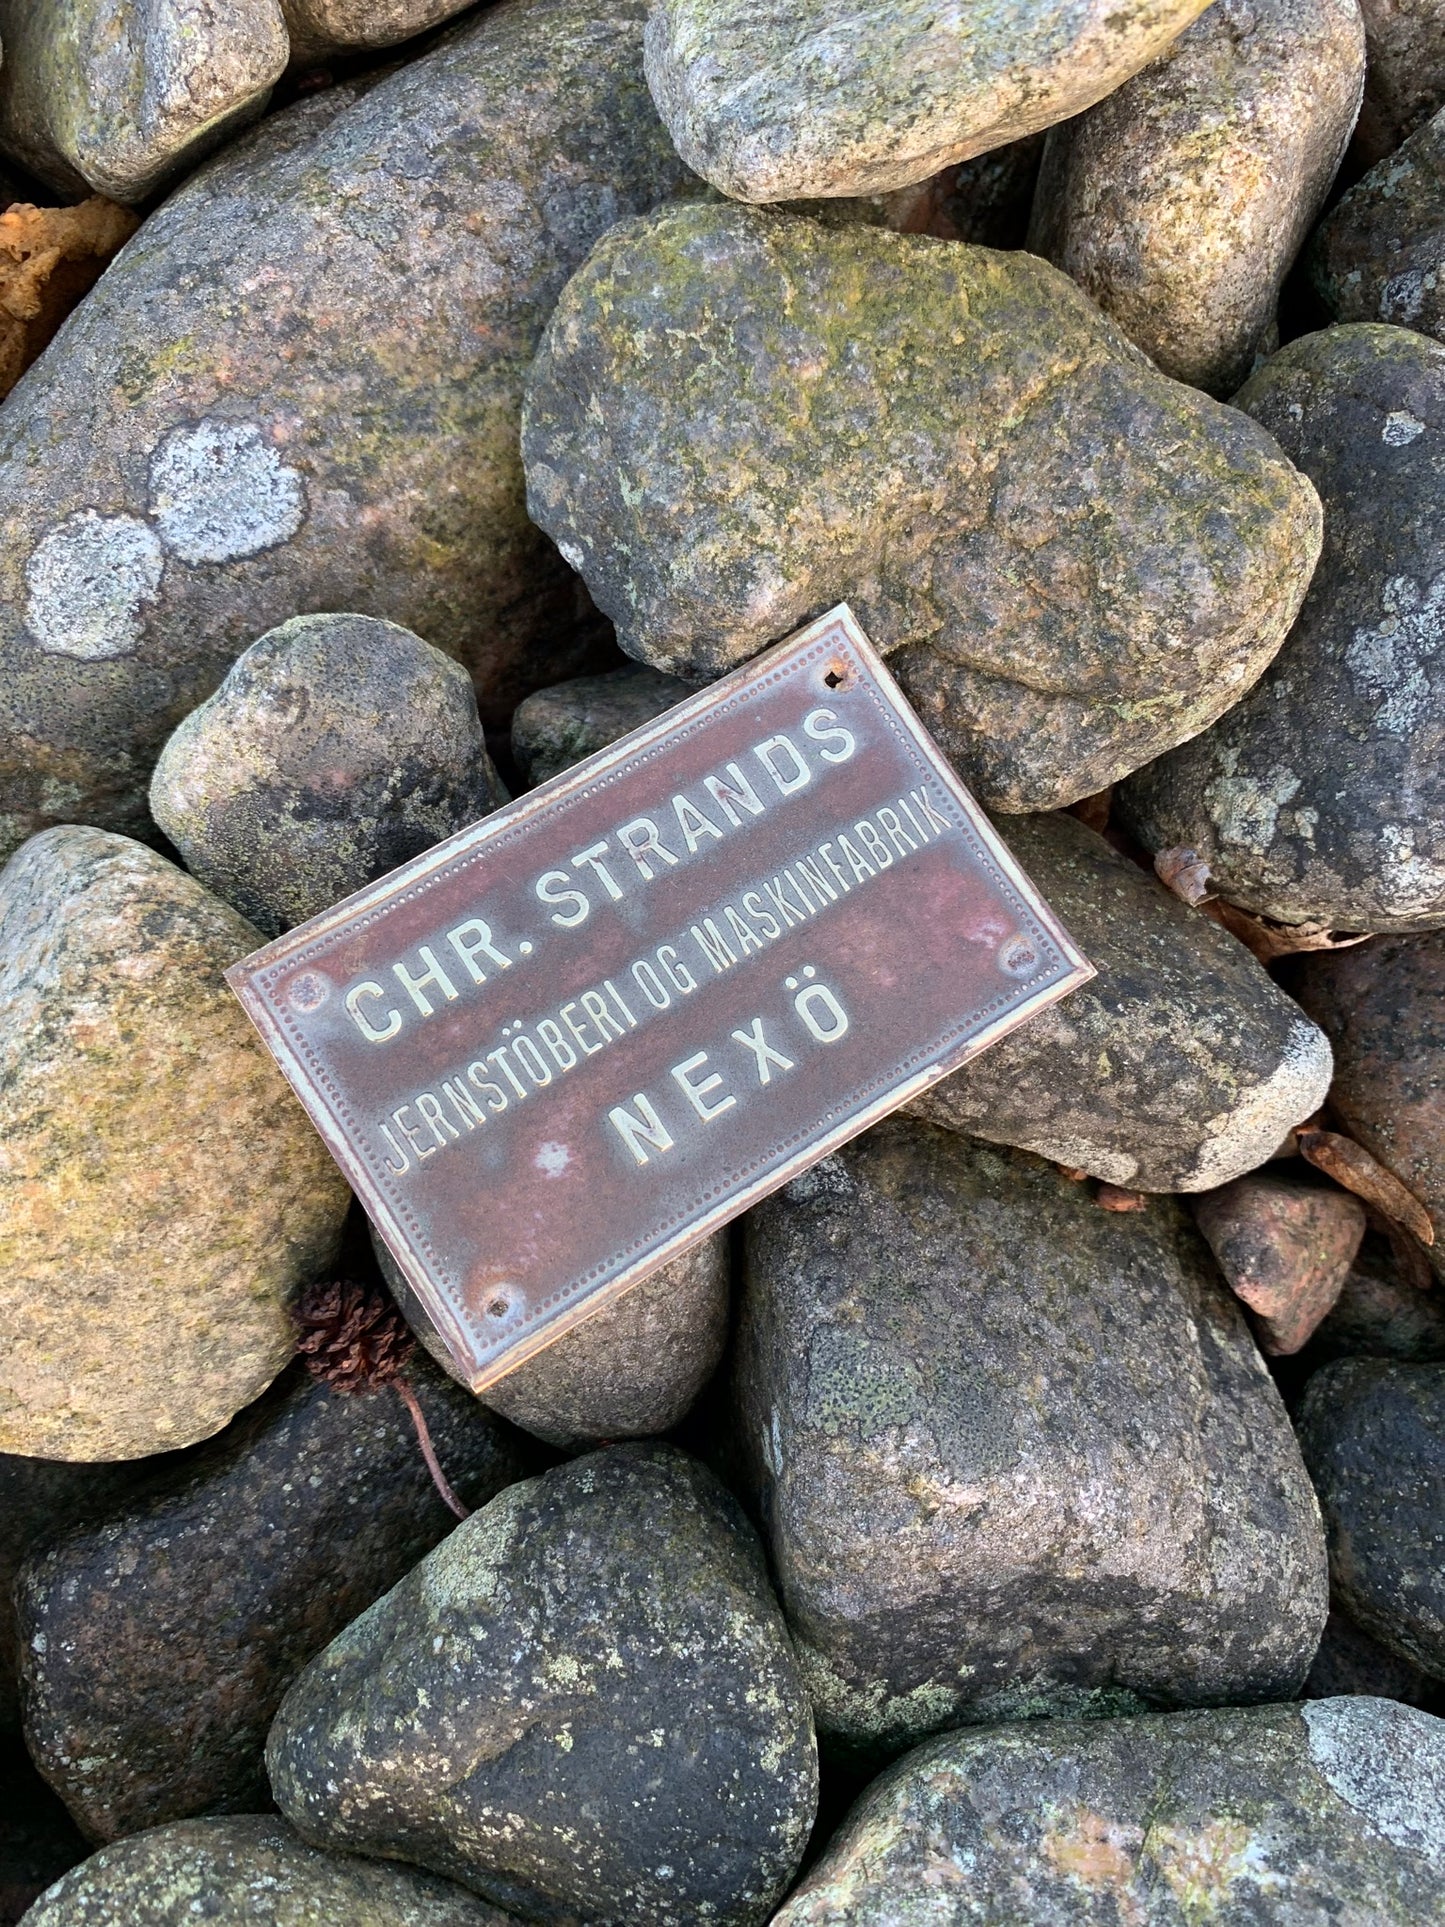 CHR. STRANDS
JERNSTÖBERI OG MASKINFABRIK
NEXÖ